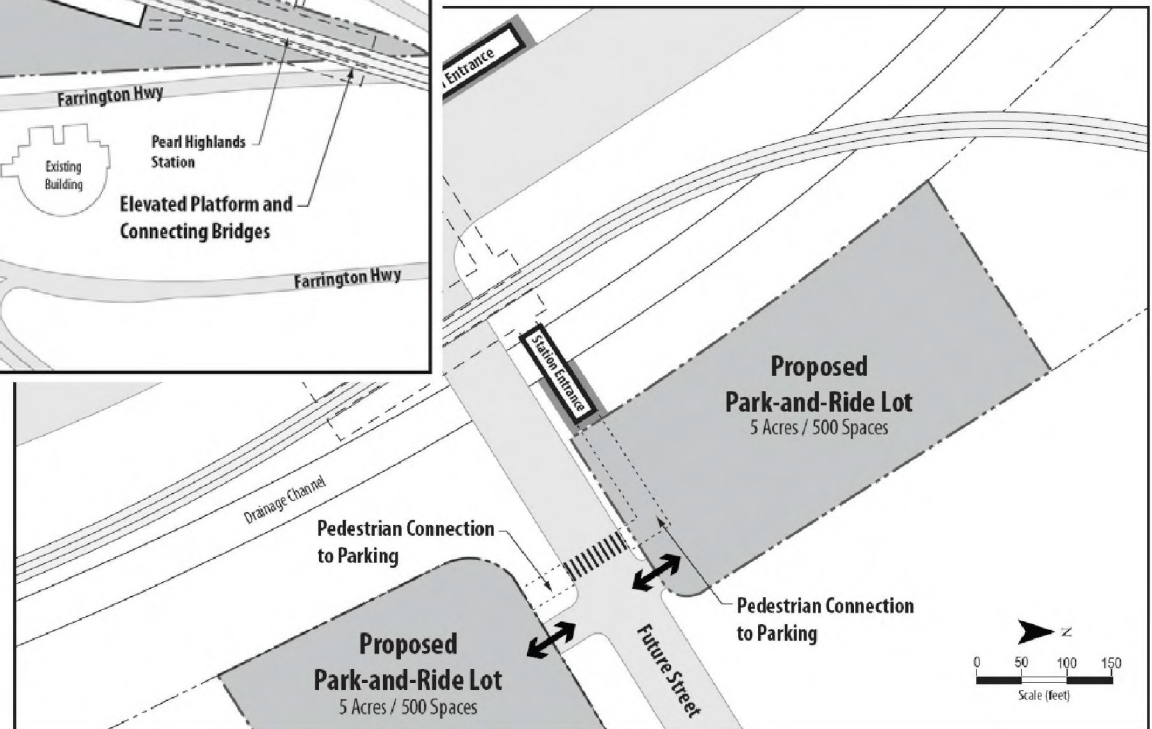 Farrington Hwy
Pearl Highlands
Station
Existing
Building
Elevated Platform and
Connecting Bridges
Farrington Hwy
Entrance
Station Entrance
Proposed
Park-and-Ride Lot
5 Acres / 500 Spaces
Drainage Channel
Pedestrian Connection
to Parking
Pedestrian Connection
to Parking
Proposed
Park-and-Ride Lot
5 Acres / 500 Spaces
Future Street
N
0 50 100 150
Scale (feet)